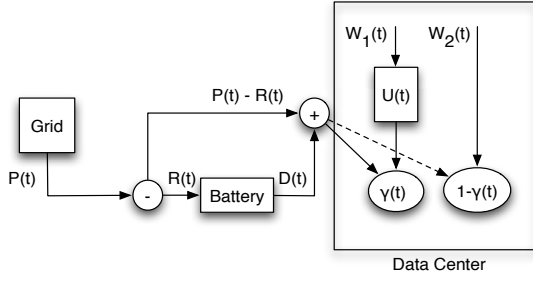 W1(t) W2(t)
P(t) - R(t)
U(t)
+
Grid
P(t)
R(t)
D(t)
-
Battery
γ(t)
1-γ(t)
Data Center